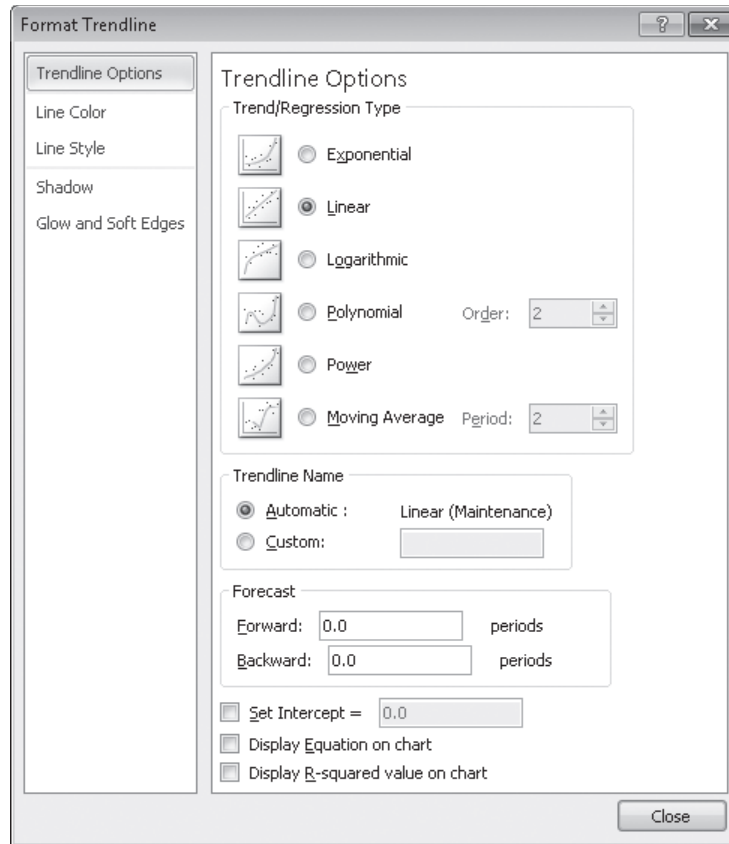 Format Trendline
Trendline Options
Line Color
Line Style
Shadow
Glow and Soft Edges
Trendline Options
Trend/Regression Type
Exponential
Linear
Logarithmic
Polynomial Order: 2
Power
Moving Average Period: 2
Trendline Name
Automatic : Linear (Maintenance)
Custom:
Forecast
Forward: 0.0 periods
Backward: 0.0 periods
Set Intercept = 0.0
Display Equation on chart
Display R-squared value on chart
Close